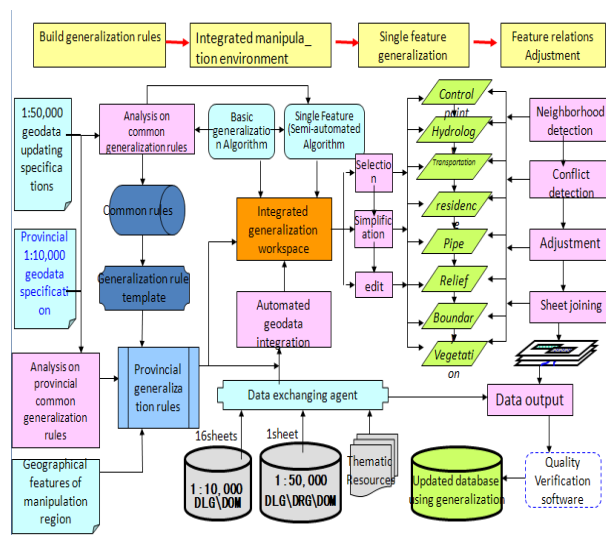 Build generalization rules
Integrated manipula_
tion environment
Single feature
generalization
Feature relations
Adjustment
1:50,000
geodata
updating
specifica
tions
Analysis on
common
generalization rules
Basic
generalizatio
n Algorithm
Single Feature
(Semi-automated
Algorithm
Control
point
Hydrolog
Transportation
residenc
e
Pipe
Relief
Boundar
Vegetati
on
Neighborhood
detection
Conflict
detection
Adjustment
Sheet joining
Selectio
n
Simplific
ation
edit
Common rules
Integrated
generalization
workspace
Provincial
1:10,000
geodata
specificati
on
Generalization rule
template
Automated
geodata
integration
Analysis on
provincial
common
generalization
rules
Provincial
generaliza
tion rules
Data exchanging agent
Data output
16sheets
1sheet
1:10,000
DLG\DOM
1:50,000
DLG\DRG\DOM
Thematic
Resources
Updated database
using generalization
Quality
Verification
software
Geographical
features of
manipulation
region